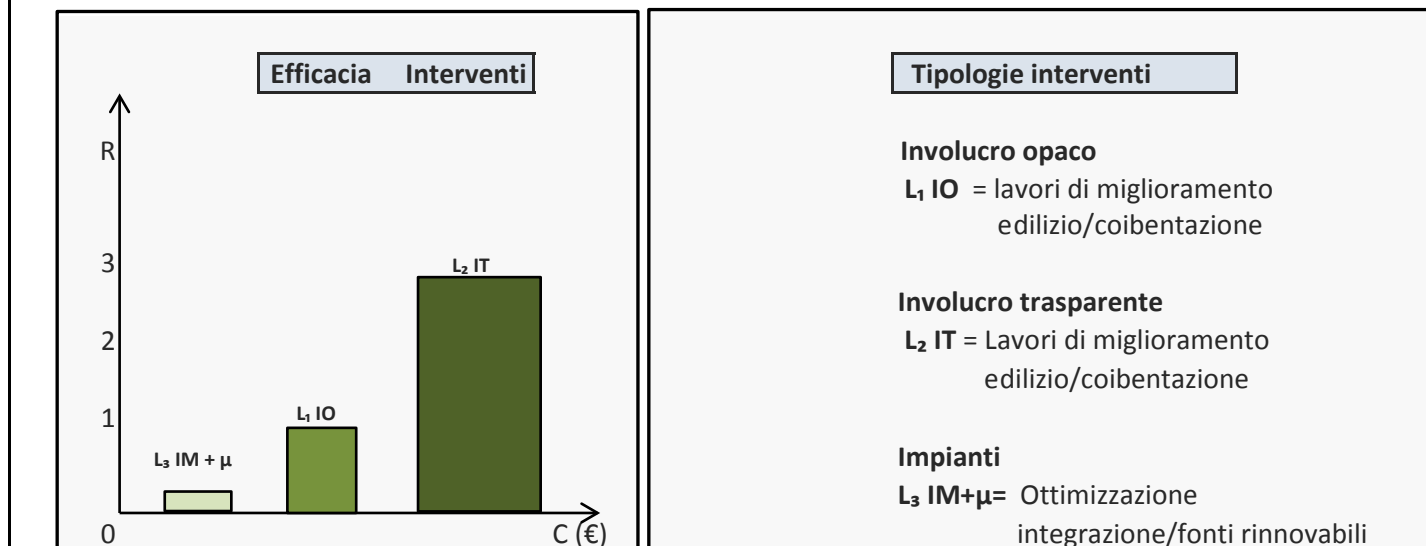 Efficacia Interventi
R
3
2
1
0
L₃ IM + μ
L₁ IO
L₂ IT
C (€)
Tipologie interventi
Involucro opaco
L₁ IO = lavori di miglioramento
edilizio/coibentazione
Involucro trasparente
L₂ IT = Lavori di miglioramento
edilizio/coibentazione
Impianti
L₃ IM+μ= Ottimizzazione
integrazione/fonti rinnovabili